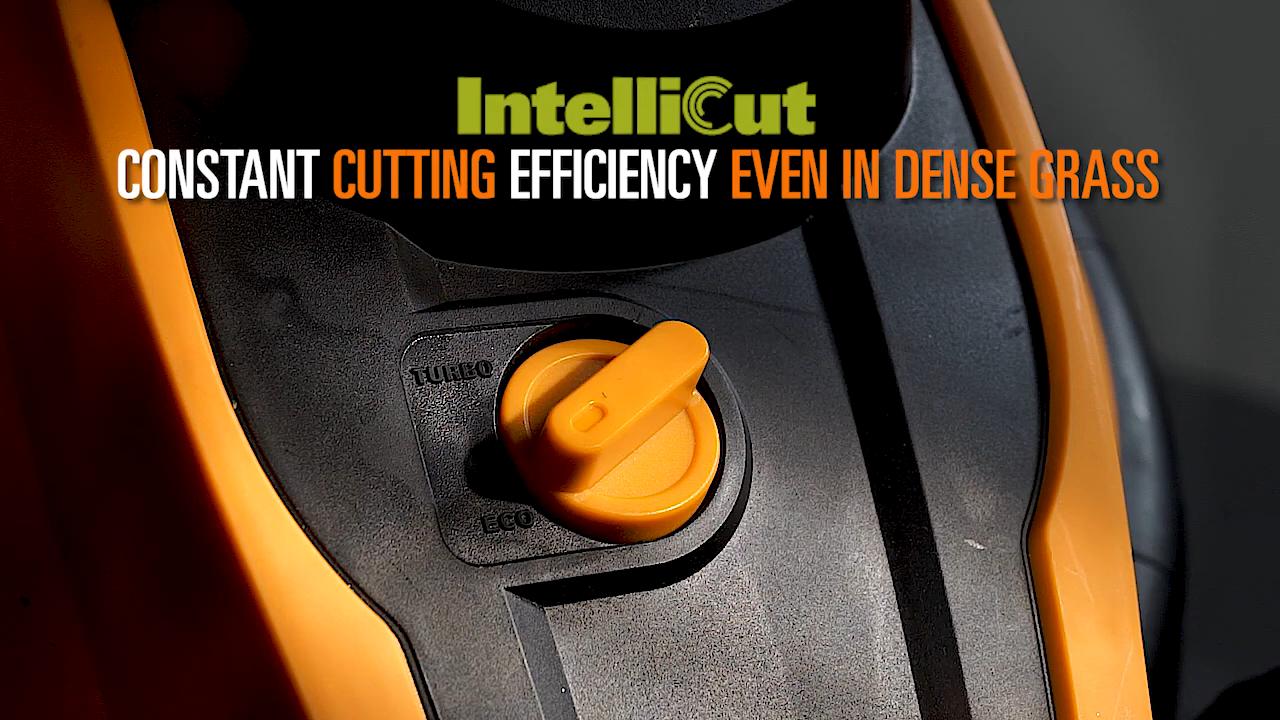 IntelliCut
CONSTANT CUTTING EFFICIENCY EVEN IN DENSE GRASS
TURBO
ECO